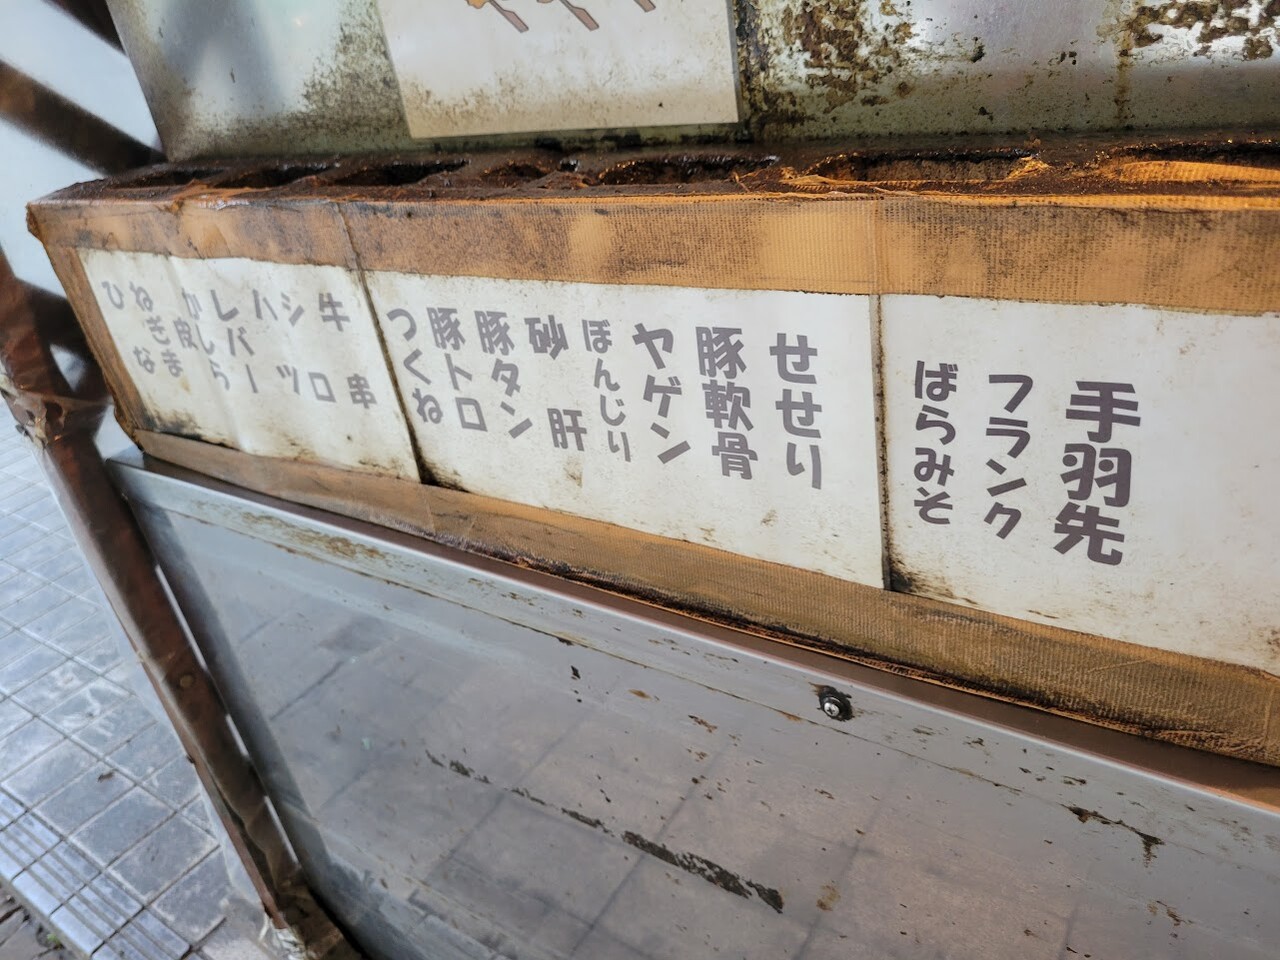 手羽先
フランク
ばらみそ
せせり
豚軟骨
ヤゲン
ぼんじり
砂肝
豚タン
豚トロ
つくね
牛串
シロ
ハツ
レバー
かしら
皮
ねぎま
ひな